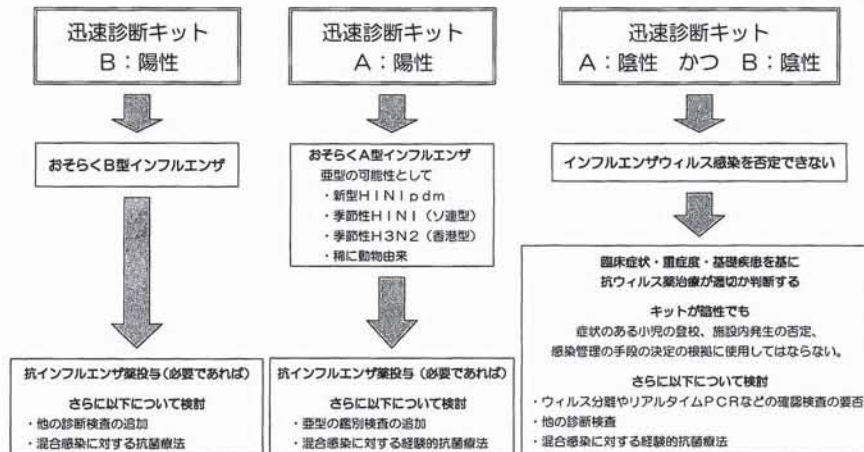 迅速診断キット
B：陽性
おそらくB型インフルエンザ
抗インフルエンザ薬投与（必要であれば）
さらに以下について検討
・他の診断検査の追加
・混合感染に対する抗菌療法
迅速診断キット
A：陽性
おそらくA型インフルエンザ
亜型の可能性として
・新型H1N1pdm
・季節性H1N1（ソ連型）
・季節性H3N2（香港型）
・稀に動物由来
抗インフルエンザ薬投与（必要であれば）
さらに以下について検討
・亜型の鑑別検査の追加
・混合感染に対する経験的抗菌療法
迅速診断キット
A：陰性　かつ　B：陰性
インフルエンザウィルス感染を否定できない
臨床症状・重症度・基礎疾患を基に
抗ウィルス薬治療が適切か判断する
キットが陰性でも
症状のある小児の登校、施設内発生の否定、
感染管理の手段の決定の根拠に使用してはならない。
さらに以下について検討
・ウィルス分離やリアルタイムPCRなどの確認検査の要否
・他の診断検査
・混合感染に対する経験的抗菌療法